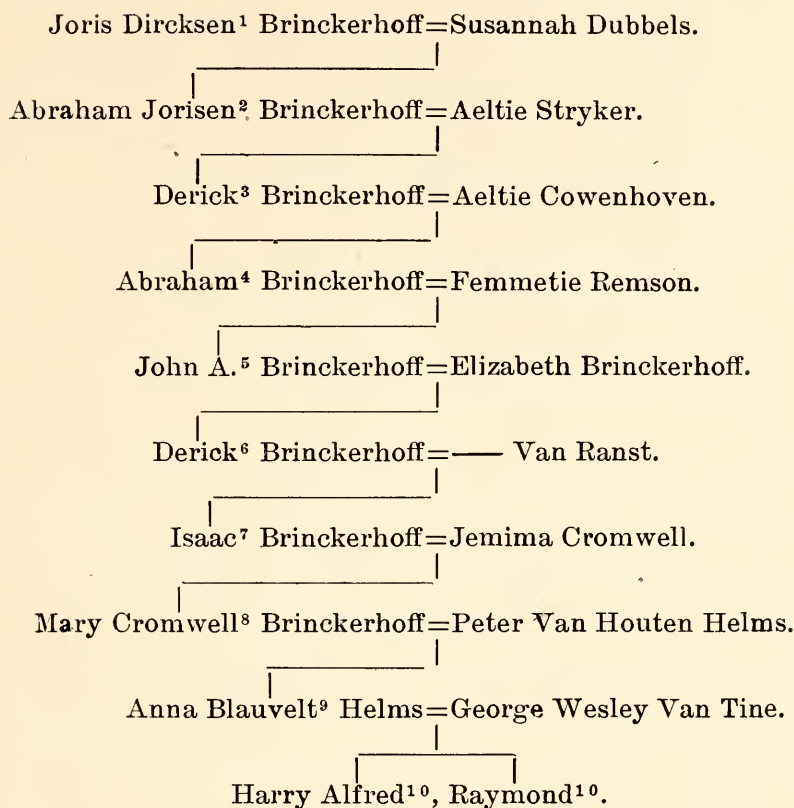 Joris Dircksen¹ Brinckerhoff=Susannah Dubbels.
Abraham Jorisen² Brinckerhoff=Aeltie Stryker.
Derick³ Brinckerhoff=Aeltie Cowenhoven.
Abraham⁴ Brinckerhoff=Femmetie Remson.
John A.⁵ Brinckerhoff=Elizabeth Brinckerhoff.
Derick⁶ Brinckerhoff=—— Van Ranst.
Isaac⁷ Brinckerhoff=Jemima Cromwell.
Mary Cromwell⁸ Brinckerhoff=Peter Van Houten Helms.
Anna Blauvelt⁹ Helms=George Wesley Van Tine.
Harry Alfred¹⁰, Raymond¹⁰.